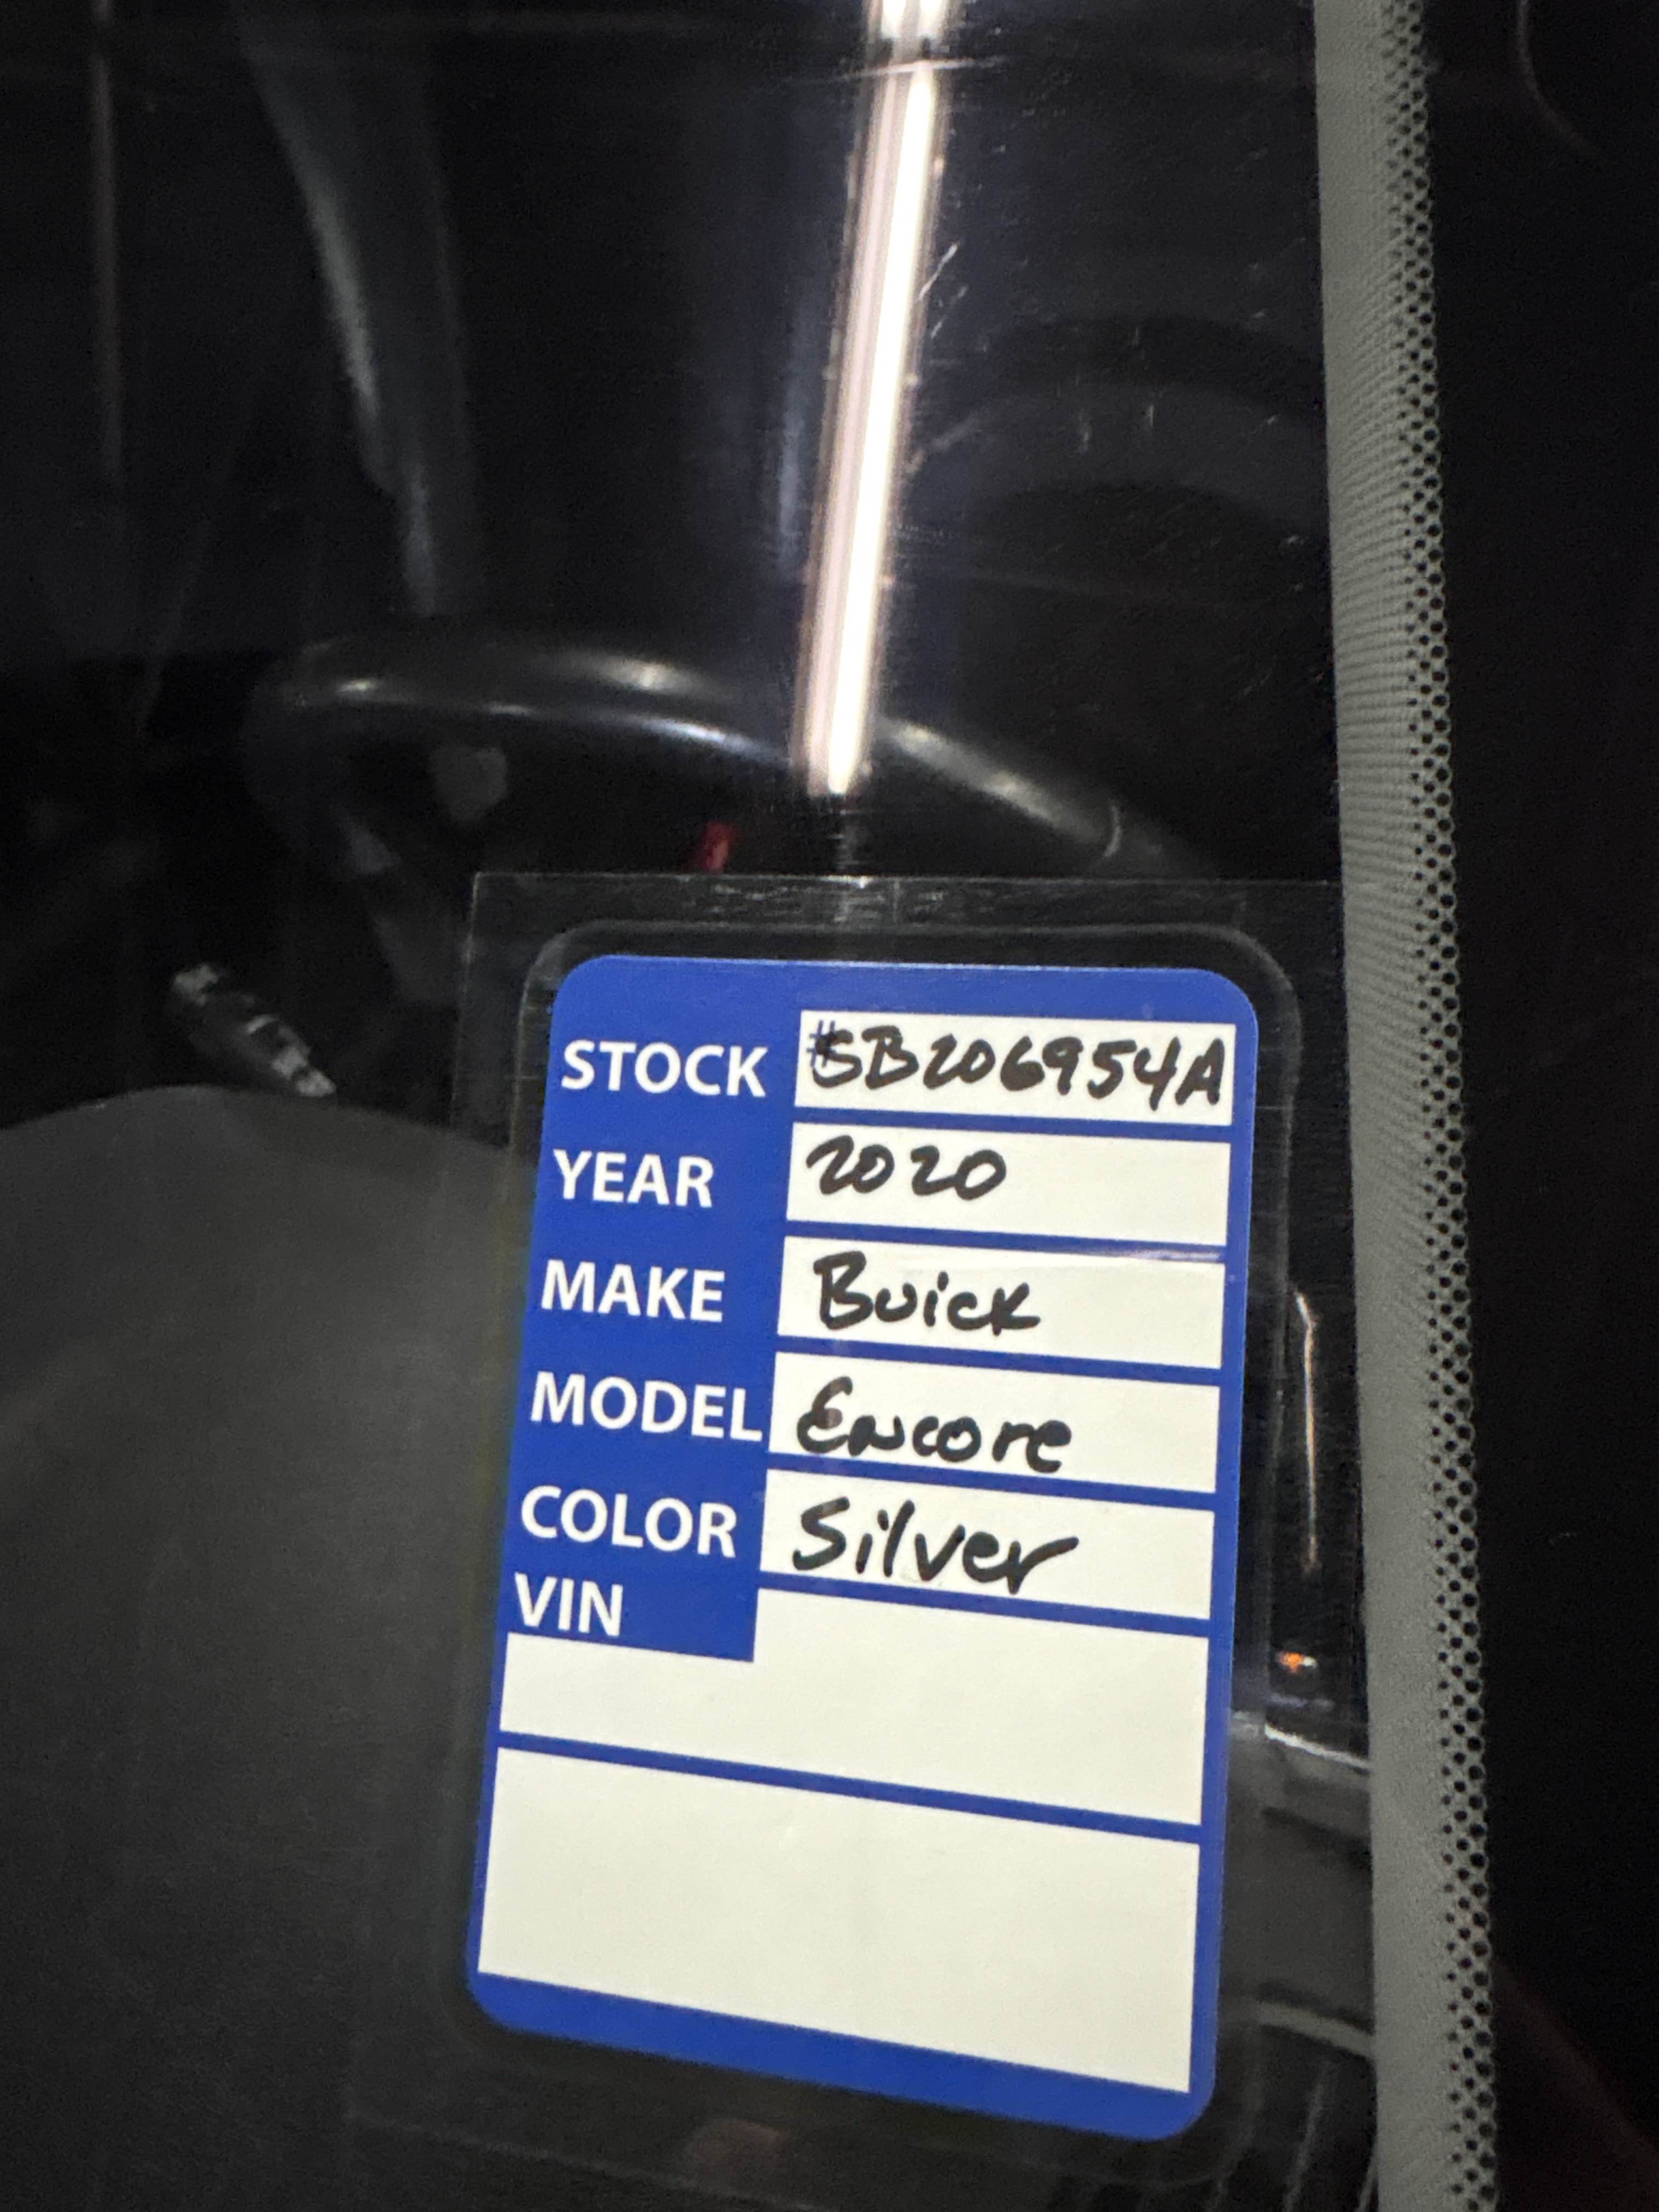 STOCK #SB206954A
YEAR 2020
MAKE Buick
MODEL Encore
COLOR Silver
VIN